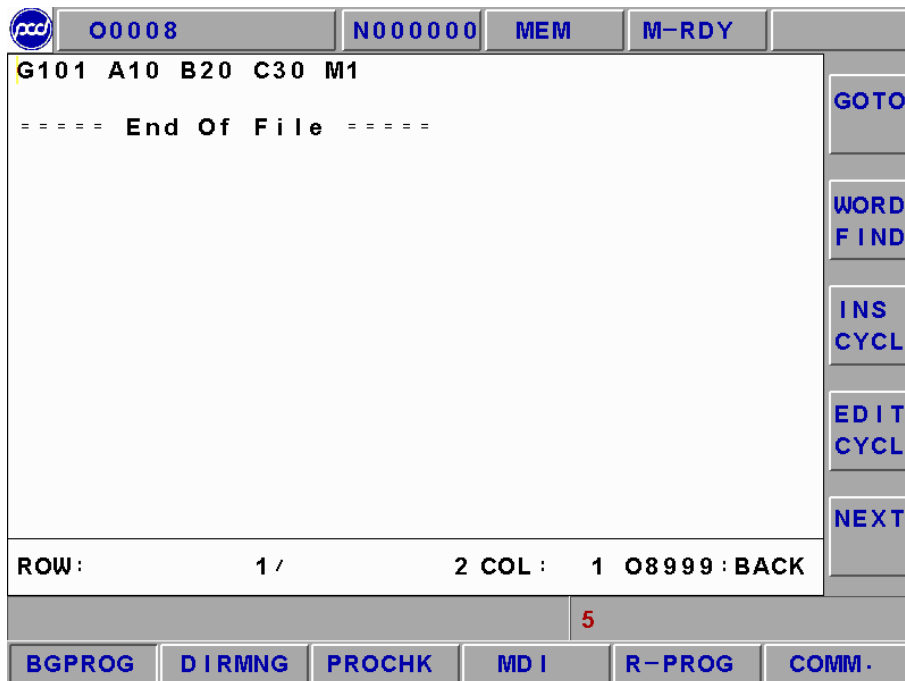 pcd O0008 N000000 MEM M-RDY
G101 A10 B20 C30 M1
===== End Of File =====
GOTO
WORD
FIND
INS
CYCL
EDIT
CYCL
NEXT
ROW: 1/ 2 COL: 1 O8999:BACK
5
BGPROG DIRMNG PROCHK MDI R-PROG COMM.